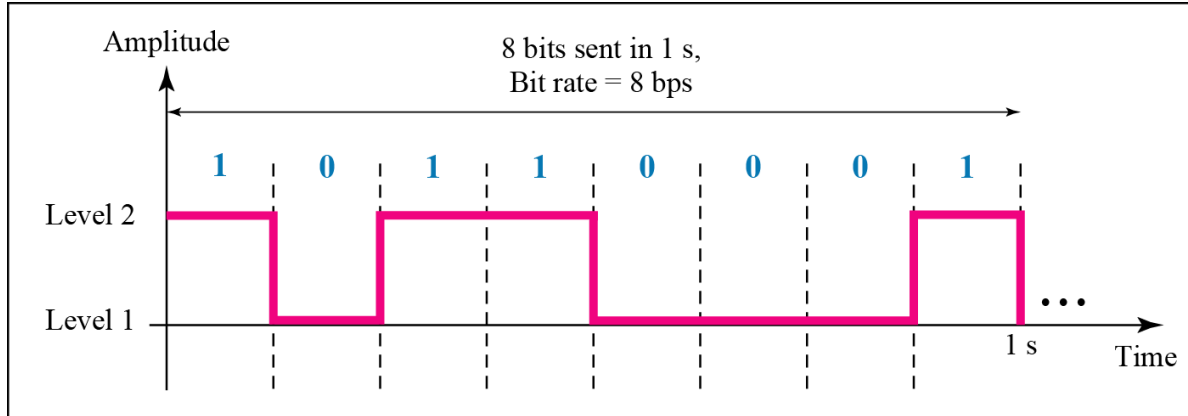 Amplitude
8 bits sent in 1 s,
Bit rate = 8 bps
1 0 1 1 0 0 0 1
Level 2
Level 1
...
1 s
Time